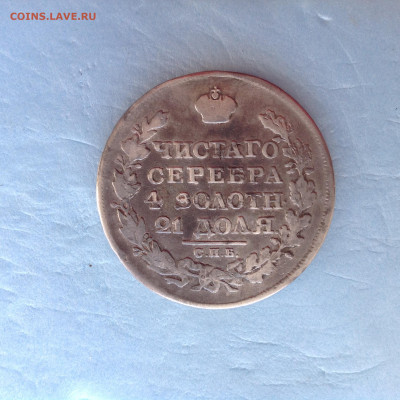 COINS.LAVE.RU
ЧИСТАГО
СЕРЕБРА
4 ЗОЛОТН
21 ДОЛЯ
С.П.Б.